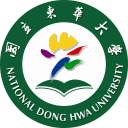 國立東華大學
NATIONAL DONG HWA UNIVERSITY